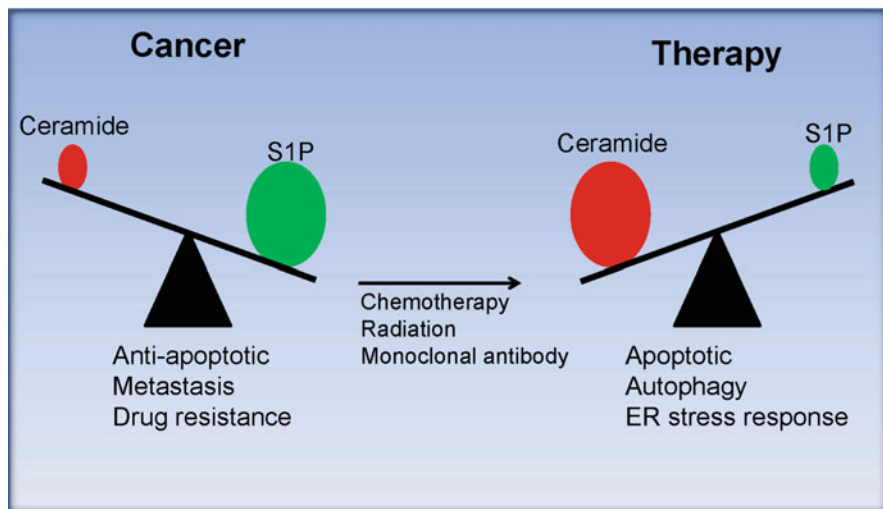 Cancer
Therapy
Ceramide
S1P
Ceramide
S1P
Chemotherapy
Radiation
Monoclonal antibody
Anti-apoptotic
Metastasis
Drug resistance
Apoptotic
Autophagy
ER stress response